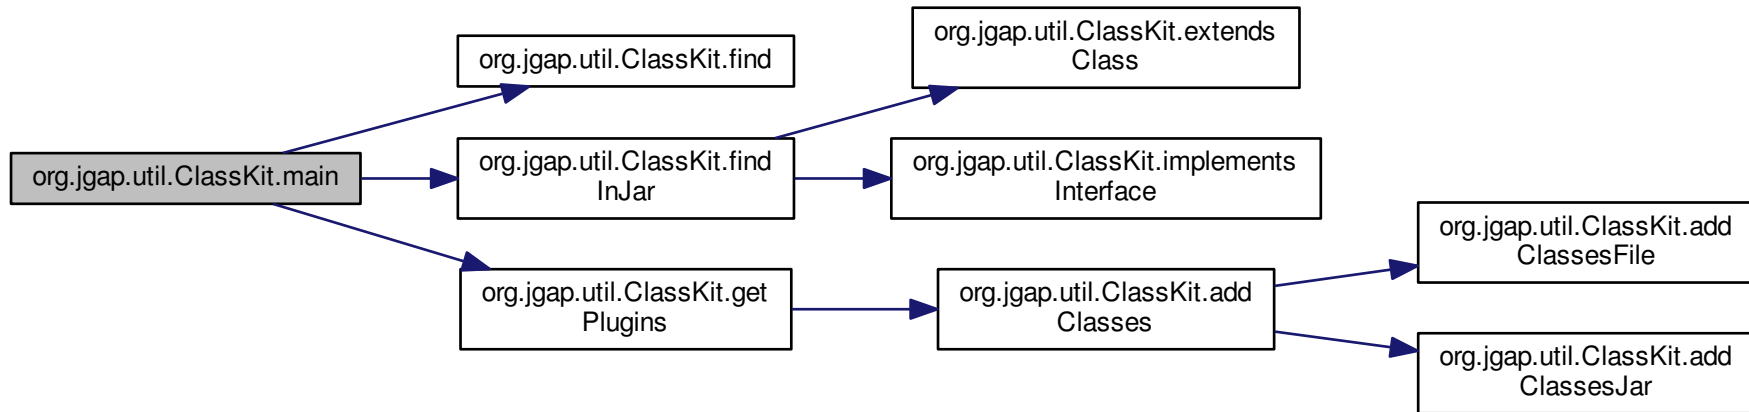 org.jgap.util.ClassKit.main
org.jgap.util.ClassKit.find
org.jgap.util.ClassKit.find
InJar
org.jgap.util.ClassKit.get
Plugins
org.jgap.util.ClassKit.extends
Class
org.jgap.util.ClassKit.implements
Interface
org.jgap.util.ClassKit.add
Classes
org.jgap.util.ClassKit.add
ClassesFile
org.jgap.util.ClassKit.add
ClassesJar